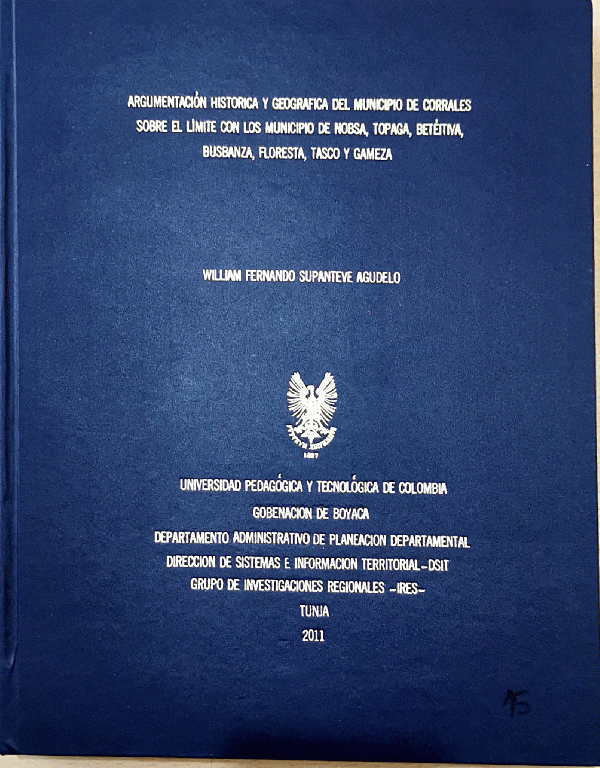 ARGUMENTACIÓN HISTORICA Y GEOGRAFICA DEL MUNICIPIO DE CORRALES
SOBRE EL LÍMITE CON LOS MUNICIPIO DE NOBSA, TOPAGA, BETÉITIVA,
BUSBANZA, FLORESTA, TASCO Y GAMEZA
WILLIAM FERNANDO SUPANTEVE AGUDELO
UNIVERSIDAD PEDAGÓGICA Y TECNOLÓGICA DE COLOMBIA
GOBENACION DE BOYACA
DEPARTAMENTO ADMINISTRATIVO DE PLANEACION DEPARTAMENTAL
DIRECCION DE SISTEMAS E INFORMACION TERRITORIAL-DSIT
GRUPO DE INVESTIGACIONES REGIONALES -IRES-
TUNJA
2011